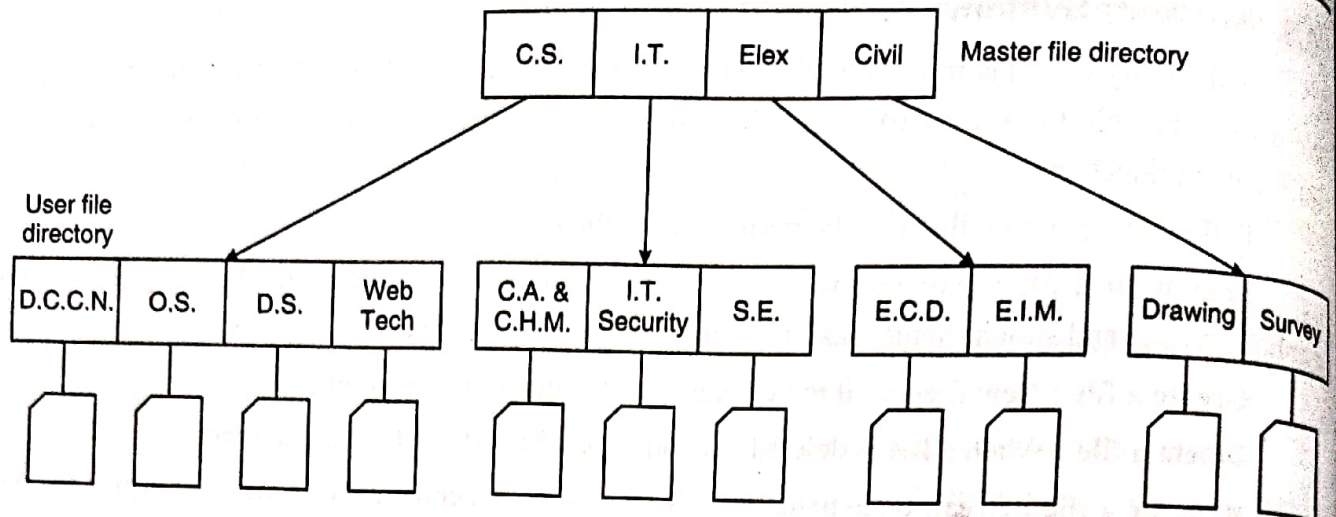 C.S. I.T. Elex Civil Master file directory
User file
directory
D.C.C.N. O.S. D.S. Web
Tech
C.A. &
C.H.M. I.T.
Security S.E. E.C.D. E.I.M. Drawing Survey